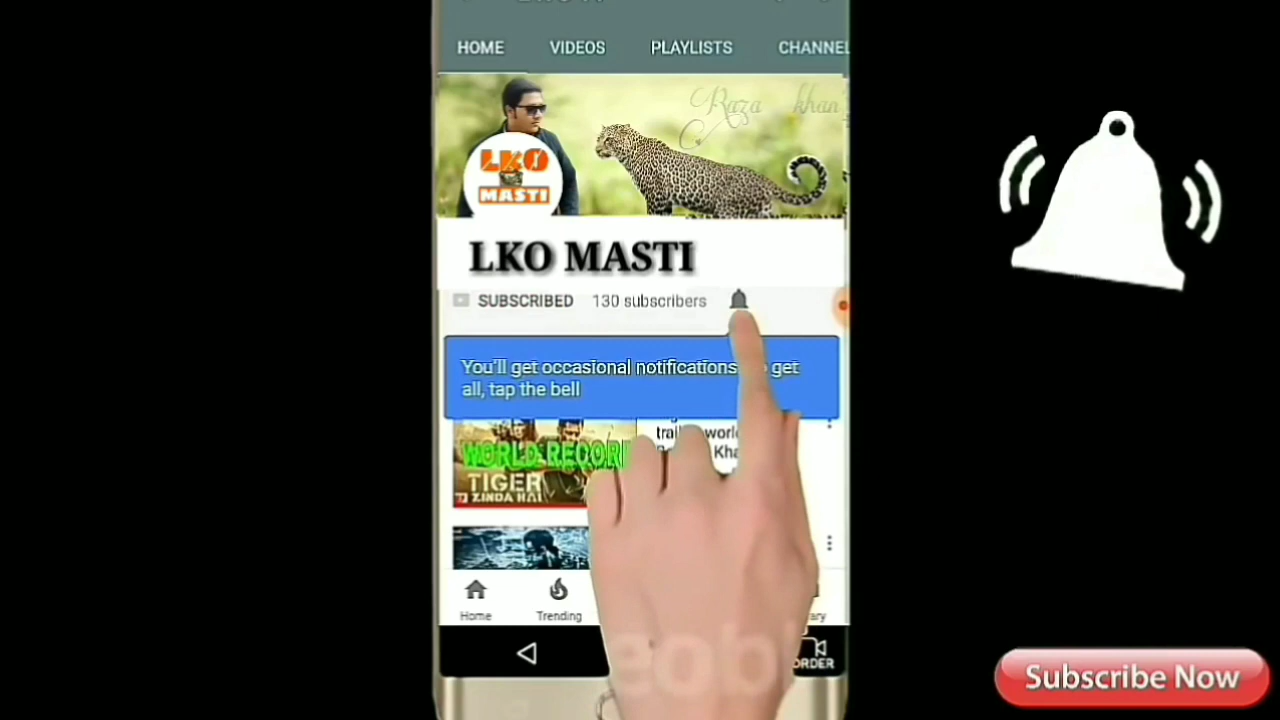 HOME VIDEOS PLAYLISTS CHANNEL
Raza khan
LKO
MASTI
LKO MASTI
SUBSCRIBED 130 subscribers
You'll get occasional notifications get
all, tap the bell
WORLD RECORD
TIGER
ZINDA HAI
Home Trending
Subscribe Now